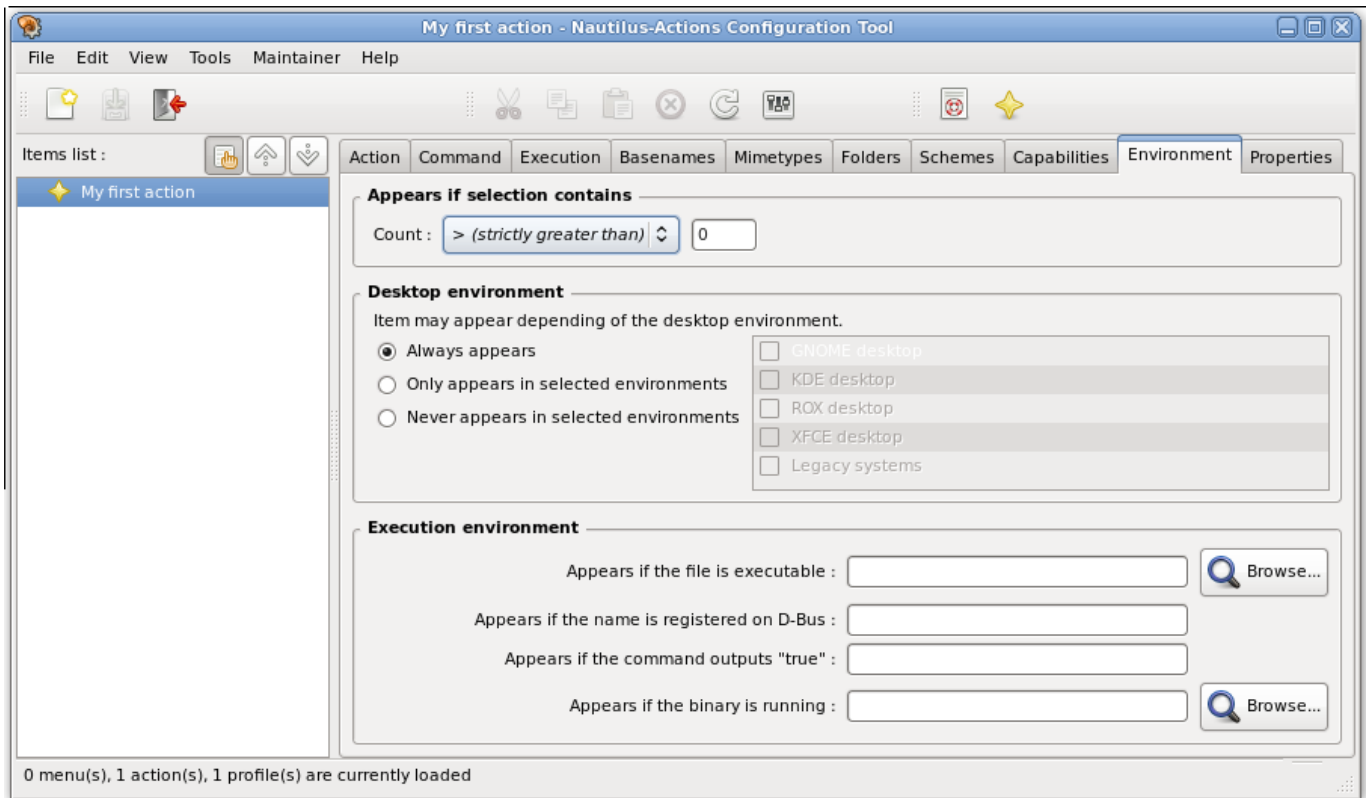 My first action - Nautilus-Actions Configuration Tool
File Edit View Tools Maintainer Help
Items list :
My first action
Action Command Execution Basenames Mimetypes Folders Schemes Capabilities Environment Properties
Appears if selection contains
Count : > (strictly greater than) 0
Desktop environment
Item may appear depending of the desktop environment.
Always appears
Only appears in selected environments
Never appears in selected environments
GNOME desktop
KDE desktop
ROX desktop
XFCE desktop
Legacy systems
Execution environment
Appears if the file is executable : Browse...
Appears if the name is registered on D-Bus :
Appears if the command outputs "true" :
Appears if the binary is running : Browse...
0 menu(s), 1 action(s), 1 profile(s) are currently loaded